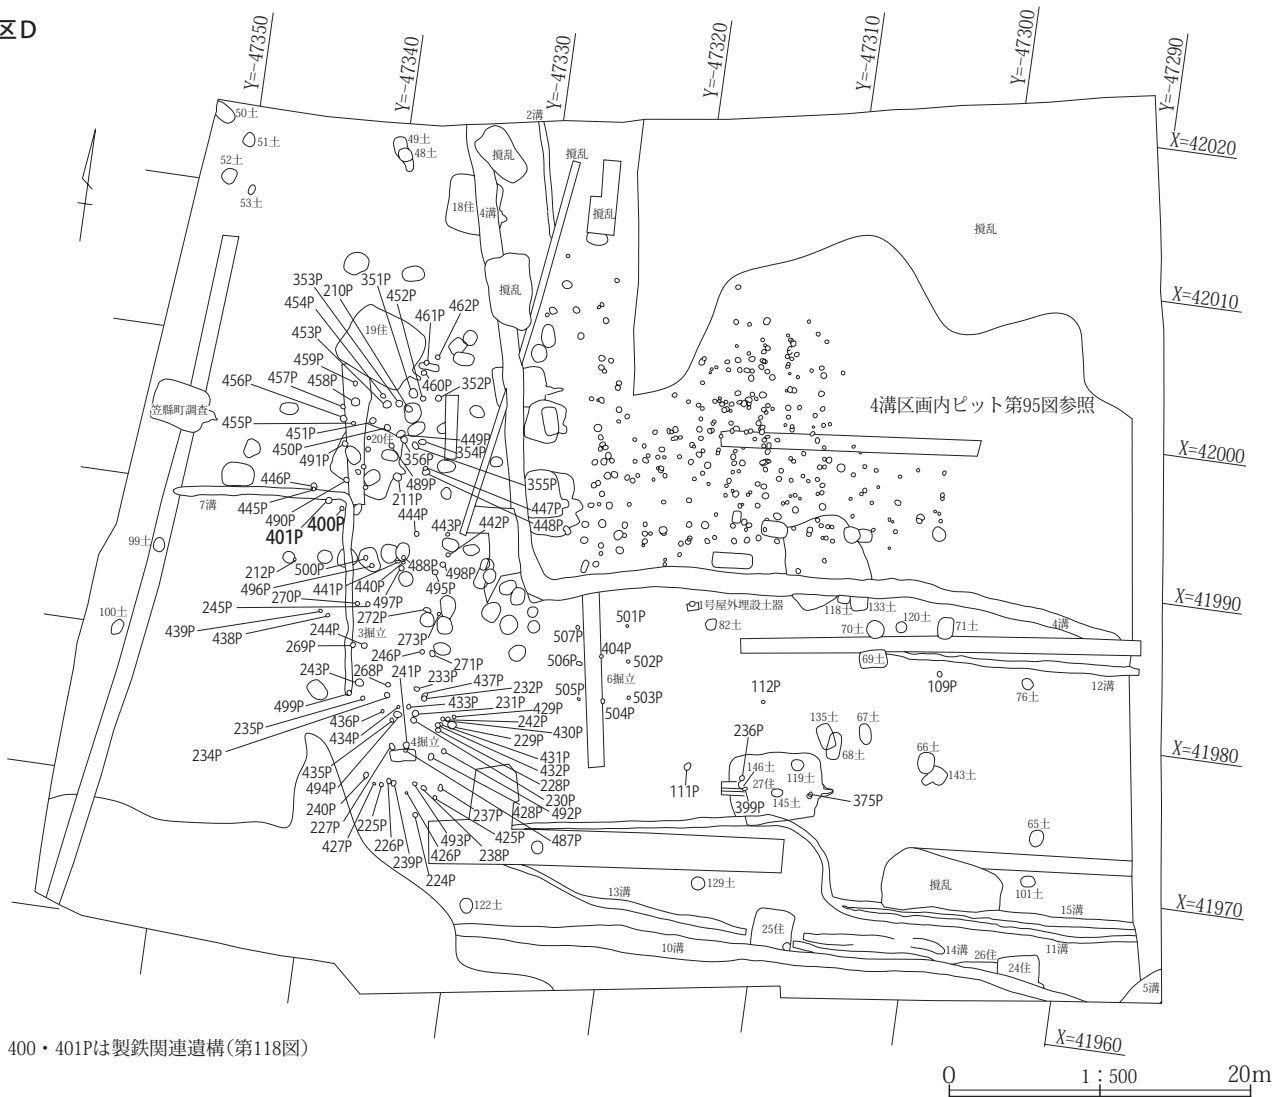 区D
Y=-47350
Y=-47340
Y=-47330
Y=-47320
Y=-47310
Y=-47300
Y=-47290
X=42020
X=42010
X=42000
X=41990
X=41980
X=41970
X=41960
50土
51土
52土
53土
49土
48土
2溝
攪乱
攪乱
攪乱
攪乱
18住
4溝
攪乱
353P
351P
210P
452P
454P
462P
461P
453P
19住
459P
457P
458P
456P
460P
352P
笠縣町調査
455P
451P
20住
449P
450P
354P
491P
356P
446P
489P
355P
211P
7溝
445P
447P
490P
400P
444P
448P
401P
443P
442P
4溝区画内ピット第95図参照
99土
212P
500P
488P
498P
496P
441P
440P
495P
270P
497P
245P
272P
100土
439P
438P
244P
3掘立
273P
269P
246P
271P
243P
268P
241P
233P
437P
232P
499P
433P
231P
429P
235P
436P
242P
434P
430P
234P
4掘立
229P
431P
435P
432P
494P
228P
240P
230P
227P
225P
237P
428P
492P
427P
226P
493P
425P
487P
239P
426P
238P
224P
1号屋外埋設土器
118土
133土
82土
70土
120土
71土
4溝
501P
507P
404P
506P
502P
6掘立
505P
503P
504P
69土
12溝
112P
109P
76土
236P
135土
67土
68土
66土
146土
143土
27住
119土
111P
145土
375P
399P
65土
攪乱
101土
129土
13溝
15溝
122土
25住
10溝
14溝
26住
11溝
24住
5溝
400・401Pは製鉄関連遺構(第118図)
0
1:500
20m